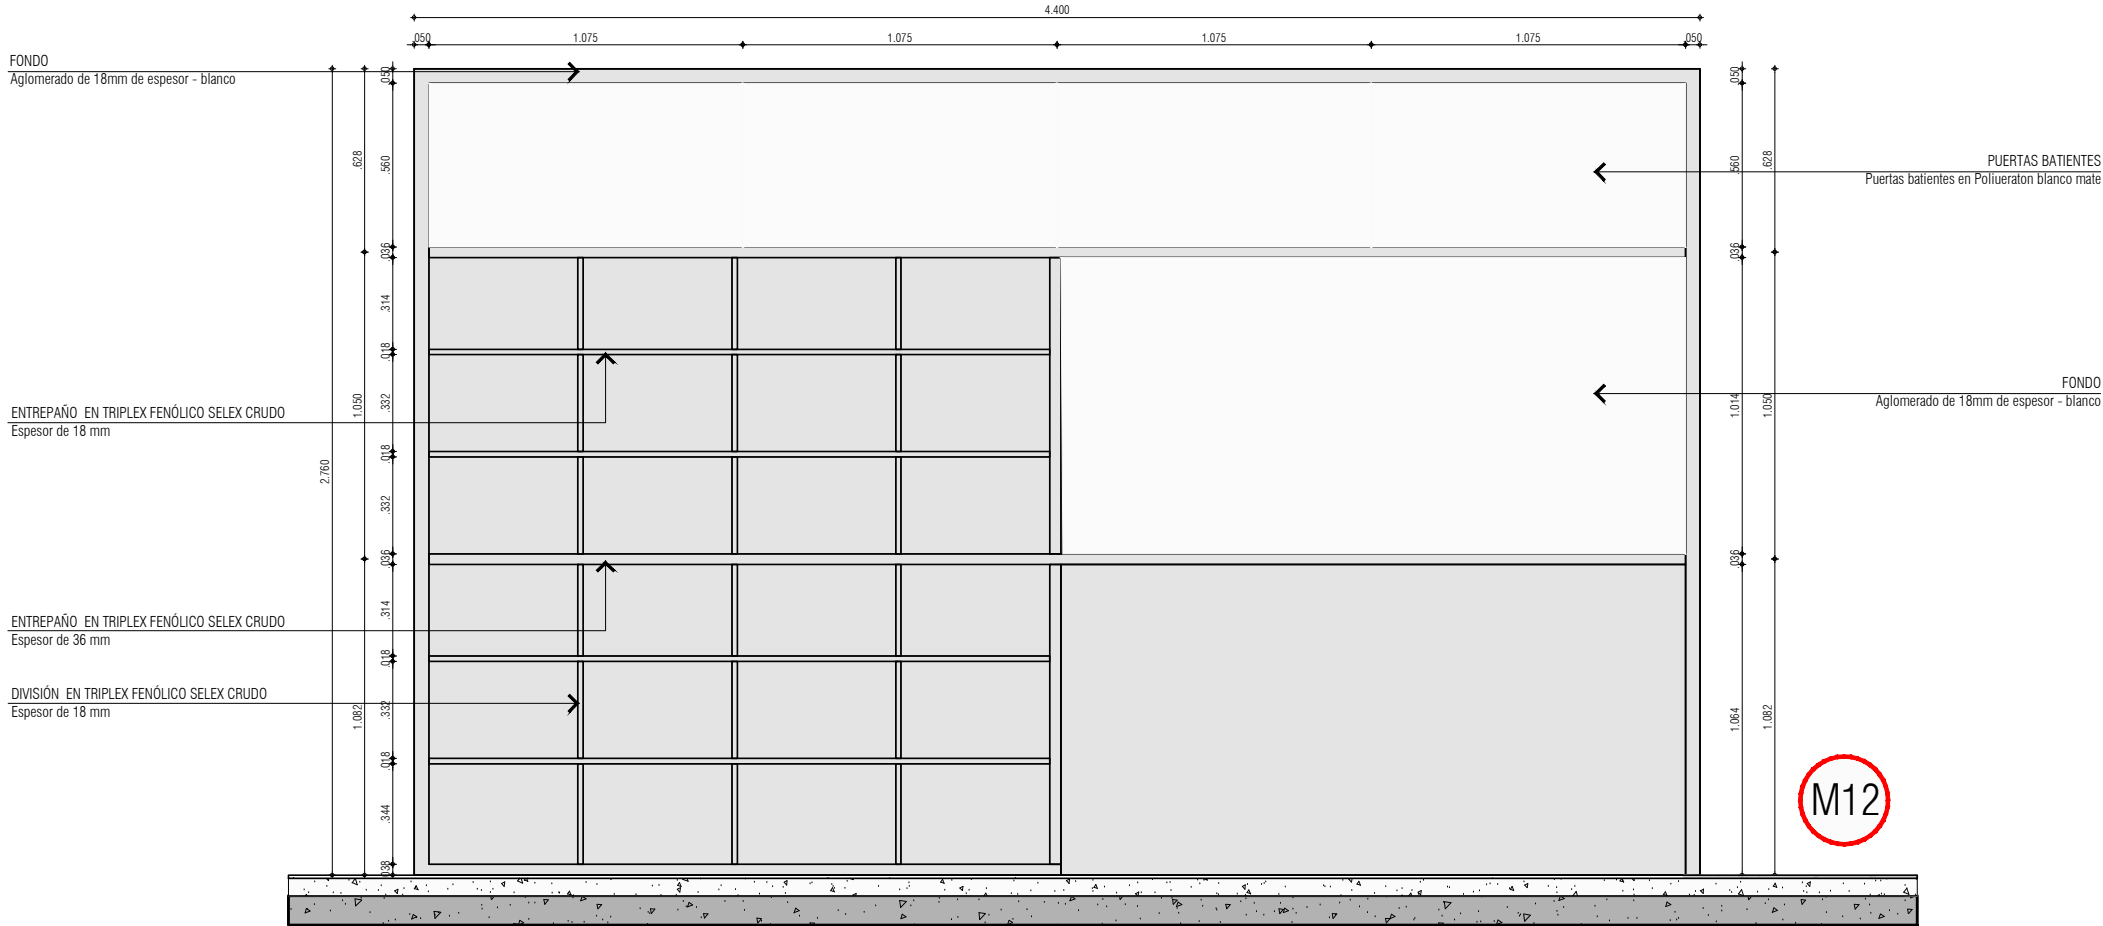 4.400
.050
1.075
1.075
1.075
1.075
.050
FONDO
Aglomerado de 18mm de espesor - blanco
.050
.050
.628
.560
.560
.628
PUERTAS BATIENTES
Puertas batientes en Poliueraton blanco mate
.036
.036
.314
.018
ENTREPAÑO EN TRIPLEX FENÓLICO SELEX CRUDO
Espesor de 18 mm
1.050
.332
1.014
1.050
FONDO
Aglomerado de 18mm de espesor - blanco
2.760
.018
.332
.036
.036
.314
ENTREPAÑO EN TRIPLEX FENÓLICO SELEX CRUDO
Espesor de 36 mm
.018
DIVISIÓN EN TRIPLEX FENÓLICO SELEX CRUDO
Espesor de 18 mm
1.082
.332
1.064
1.082
.018
.344
M12
.038